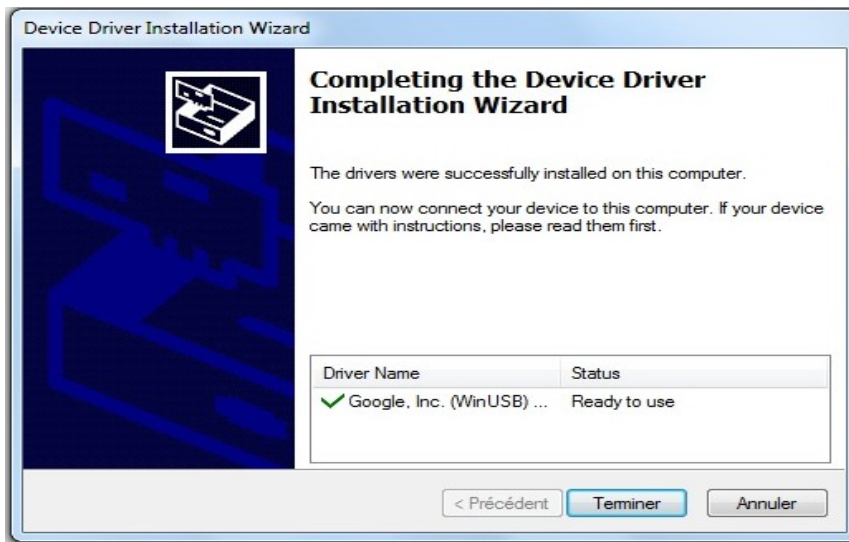 Device Driver Installation Wizard
Completing the Device Driver
Installation Wizard
The drivers were successfully installed on this computer.
You can now connect your device to this computer. If your device
came with instructions, please read them first.
Driver Name Status
Google, Inc. (WinUSB) ... Ready to use
< Précédent Terminer Annuler